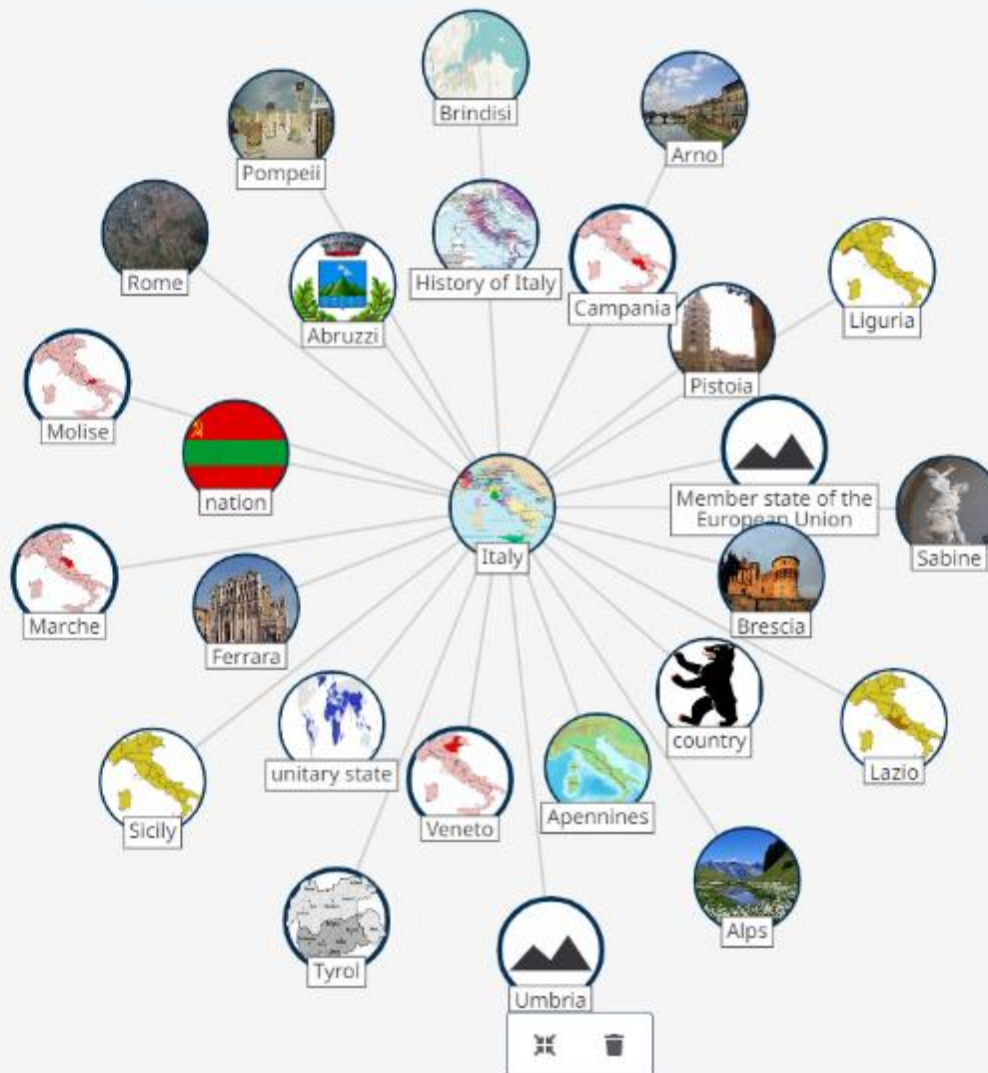 Brindisi
Arno
Pompeii
Rome
History of Italy
Campania
Liguria
Abruzzi
Pistoia
Molise
nation
Member state of the
European Union
Italy
Sabine
Marche
Brescia
Ferrara
country
unitary state
Lazio
Sicily
Veneto
Apennines
Alps
Tyrol
Umbria